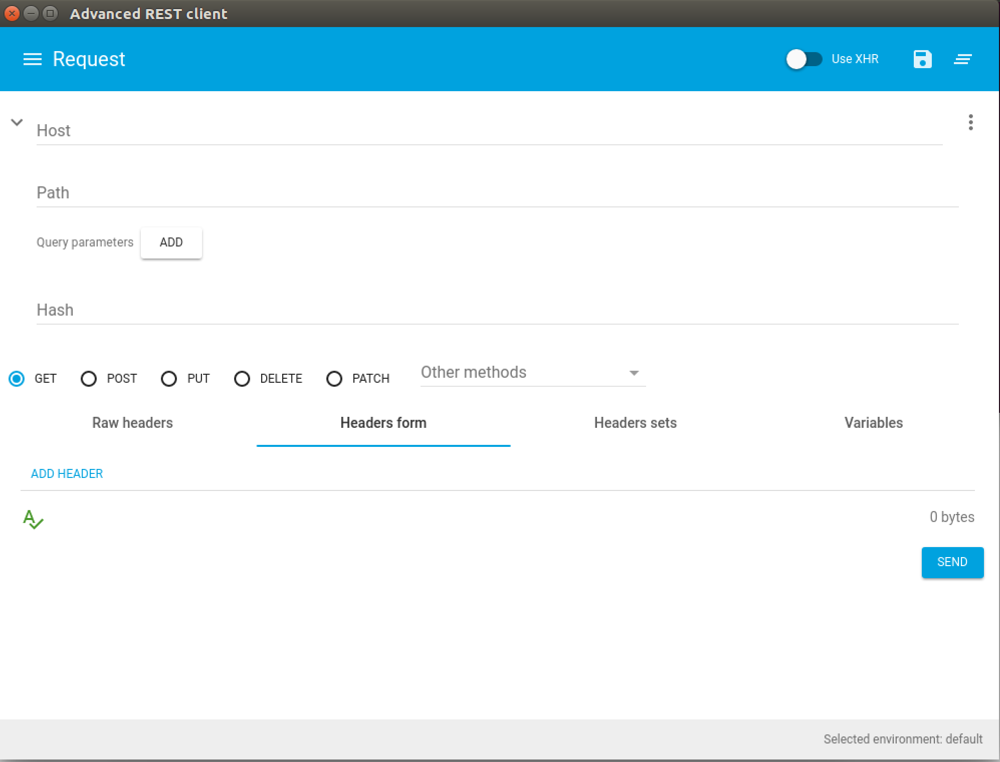 Advanced REST client
Request
Use XHR
Host
Path
Query parameters ADD
Hash
GET POST PUT DELETE PATCH Other methods
Raw headers Headers form Headers sets Variables
ADD HEADER
0 bytes
SEND
Selected environment: default